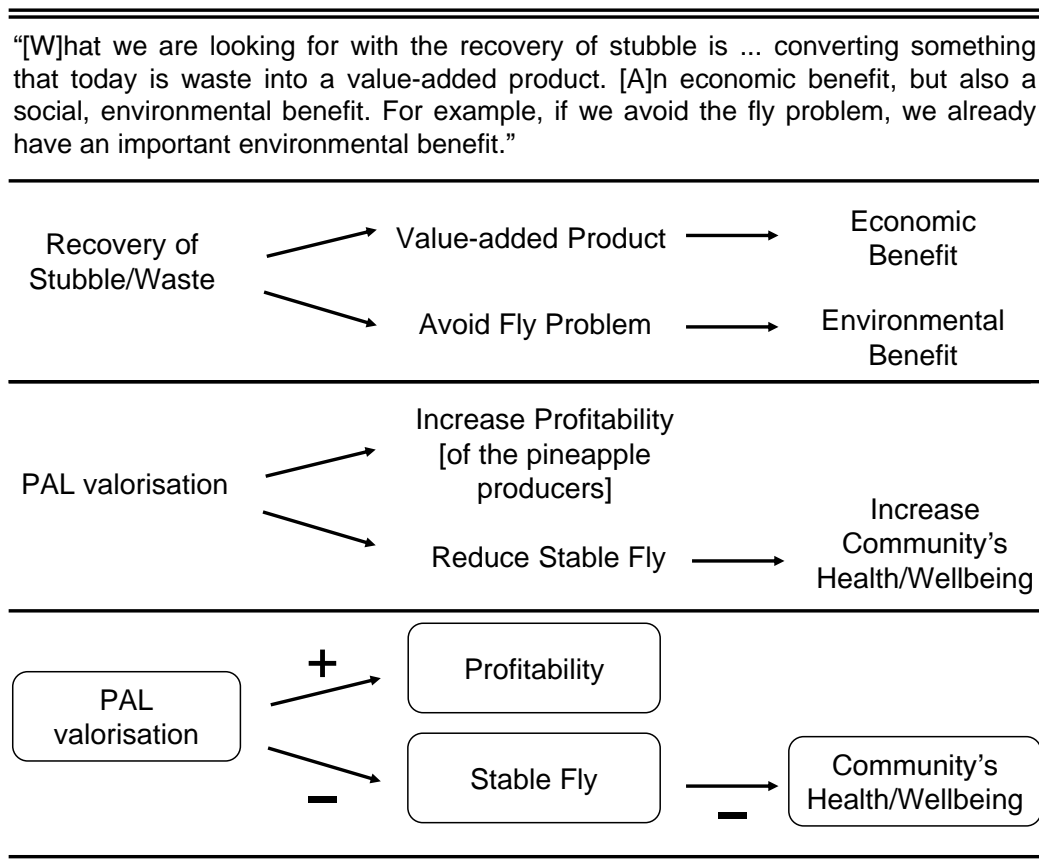 “[W]hat we are looking for with the recovery of stubble is ... converting something
that today is waste into a value-added product. [A]n economic benefit, but also a
social, environmental benefit. For example, if we avoid the fly problem, we already
have an important environmental benefit.”
Recovery of
Stubble/Waste
Value-added Product
Economic
Benefit
Avoid Fly Problem
Environmental
Benefit
PAL valorisation
Increase Profitability
[of the pineapple
producers]
Reduce Stable Fly
Increase
Community’s
Health/Wellbeing
PAL
valorisation
+
Profitability
−
Stable Fly
−
Community’s
Health/Wellbeing